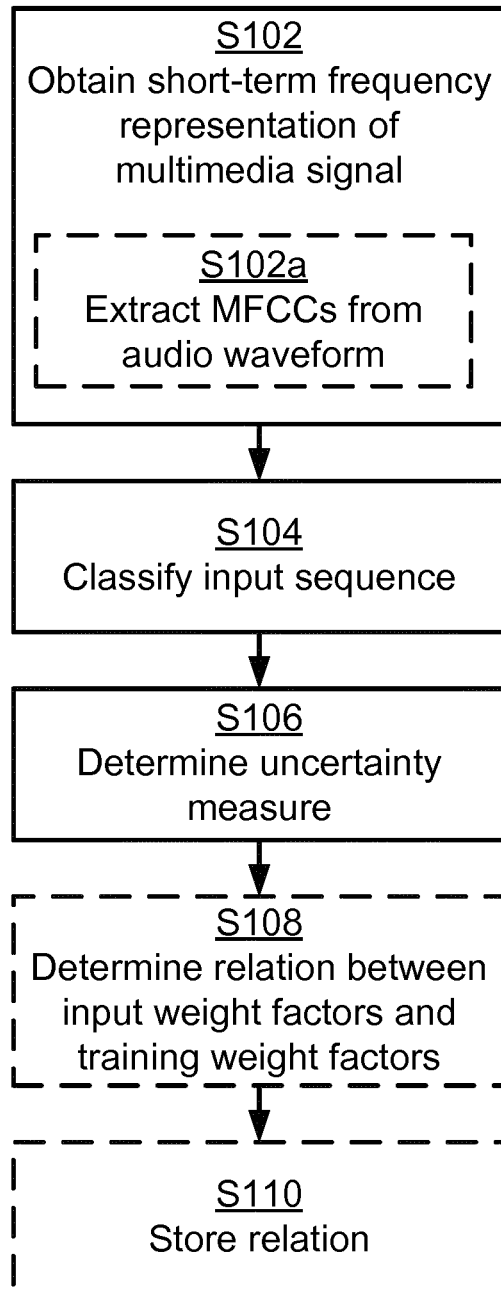 S102
Obtain short-term frequency
representation of
multimedia signal
S102a
Extract MFCCs from
audio waveform
S104
Classify input sequence
S106
Determine uncertainty
measure
S108
Determine relation between
input weight factors and
training weight factors
S110
Store relation